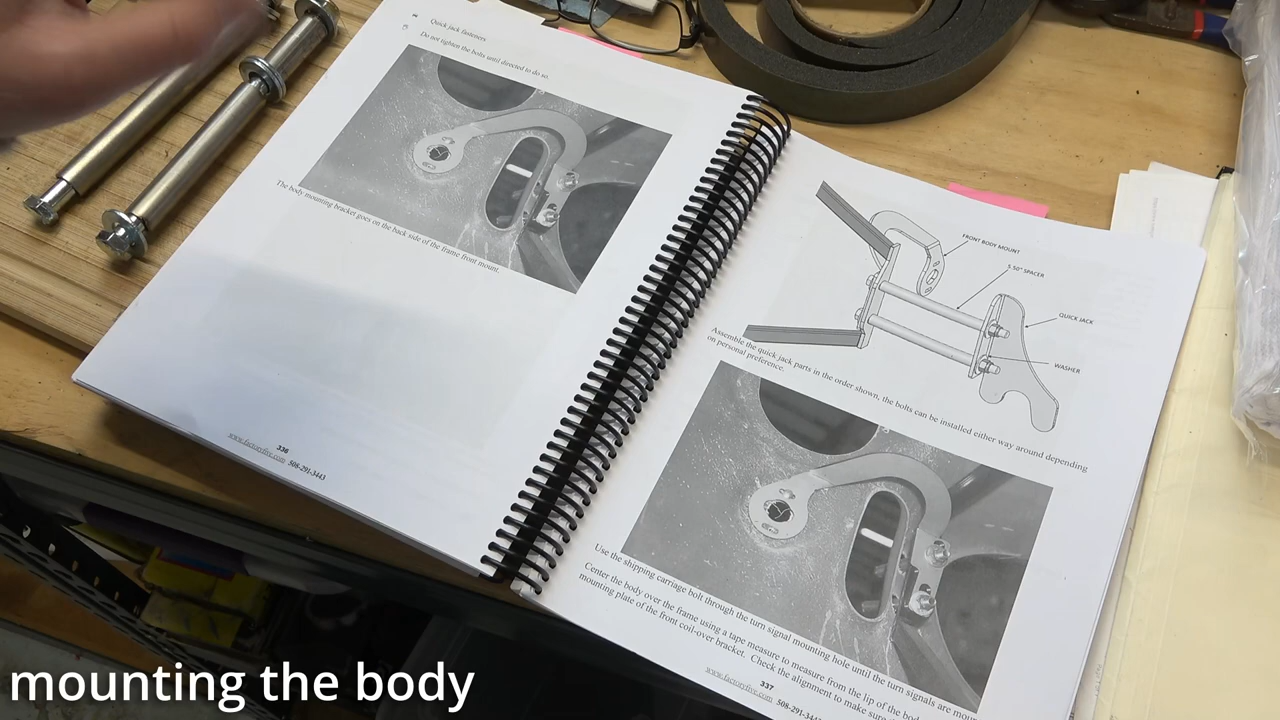 Quick jack fasteners
Do not tighten the bolts until directed to do so.
The body mounting bracket goes on the back side of the frame front mount.
336
www.factoryfive.com 508-291-3443
FRONT BODY MOUNT
5.50" SPACER
QUICK JACK
WASHER
Assemble the quick jack parts in the order shown, the bolts can be installed either way around depending
on personal preference.
Use the shipping carriage bolt through the turn signal mounting hole until the turn signals are
Center the body over the frame using a tape measure to measure from the lip of the
mounting plate of the front coil-over bracket. Check the alignment to make sure
337
www.factoryfive.com 508-291-3443
mounting the body